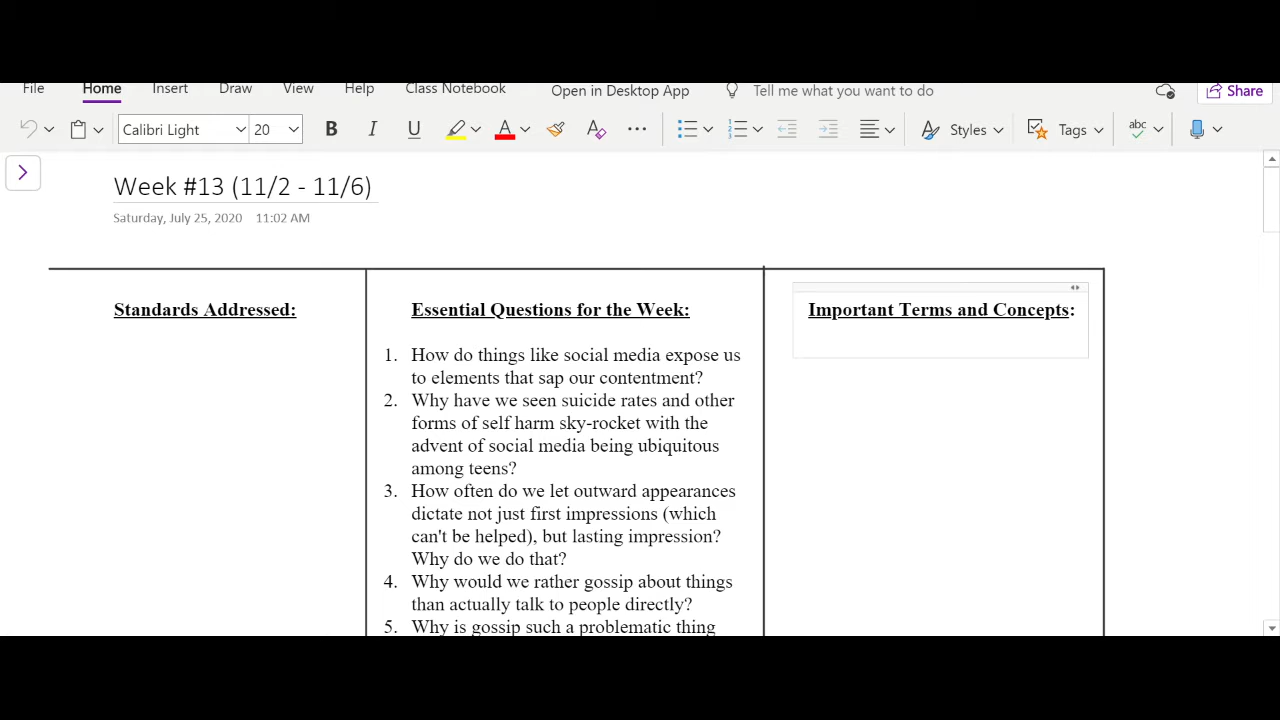 File Home Insert Draw View Help Class Notebook Open in Desktop App Tell me what you want to do Share
Calibri Light 20 B I U A A Styles Tags abc
Week #13 (11/2 - 11/6)
Saturday, July 25, 2020 11:02 AM
Standards Addressed:
Essential Questions for the Week:
1. How do things like social media expose us
to elements that sap our contentment?
2. Why have we seen suicide rates and other
forms of self harm sky-rocket with the
advent of social media being ubiquitous
among teens?
3. How often do we let outward appearances
dictate not just first impressions (which
can't be helped), but lasting impression?
Why do we do that?
4. Why would we rather gossip about things
than actually talk to people directly?
5. Why is gossip such a problematic thing
Important Terms and Concepts: